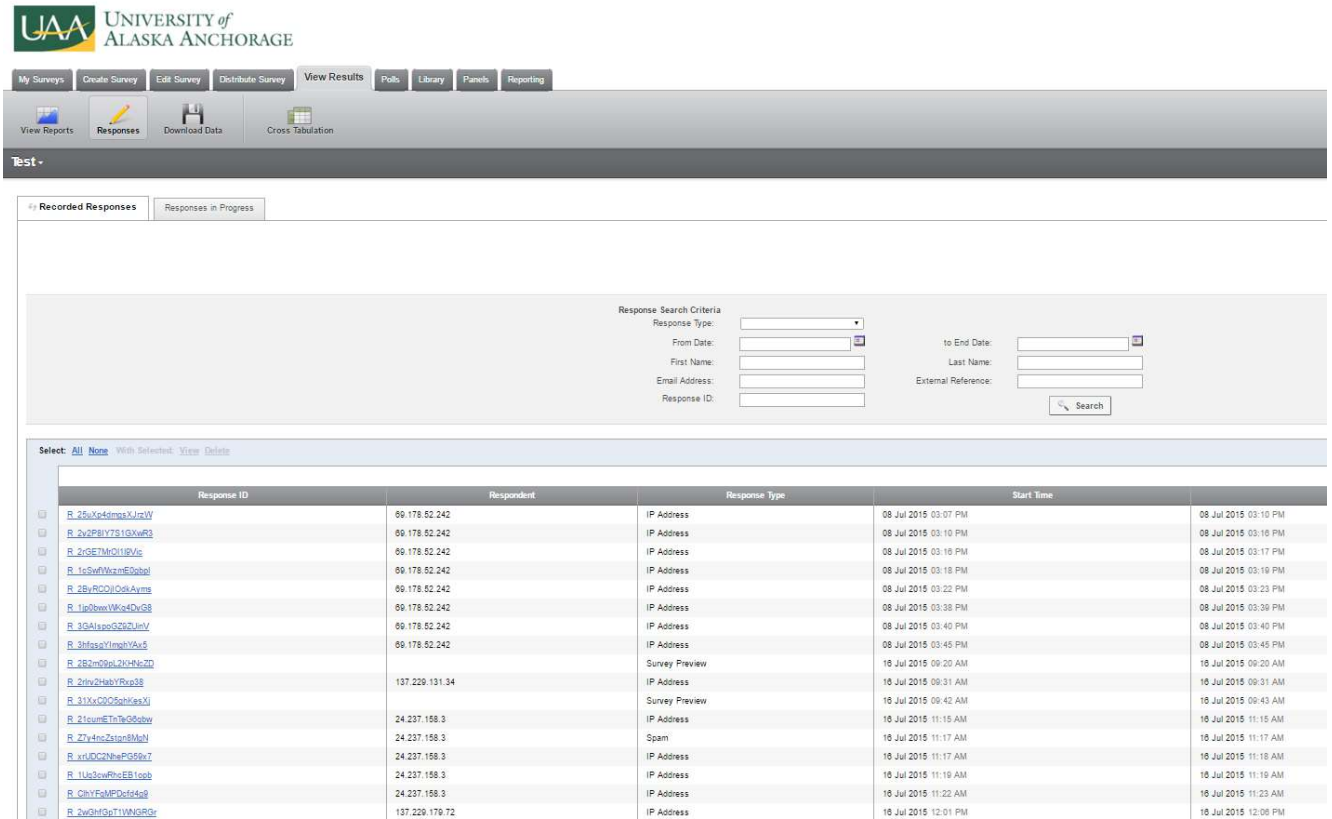 UAA UNIVERSITY of
ALASKA ANCHORAGE
My Surveys Create Survey Edit Survey Distribute Survey View Results Polls Library Panels Reporting
View Reports Responses Download Data Cross Tabulation
Test
Recorded Responses Responses in Progress
Response Search Criteria
Response Type:
From Date: to End Date:
First Name: Last Name:
Email Address: External Reference:
Response ID: Search
Select: All None With Selected: View Delete
Response ID Respondent Response Type Start Time
69.178.52.242 IP Address 08 Jul 2015 03:07 PM 08 Jul 2015 03:10 PM
69.178.52.242 IP Address 08 Jul 2015 03:10 PM 08 Jul 2015 03:16 PM
69.178.52.242 IP Address 08 Jul 2015 03:16 PM 08 Jul 2015 03:17 PM
69.178.52.242 IP Address 08 Jul 2015 03:18 PM 08 Jul 2015 03:19 PM
69.178.52.242 IP Address 08 Jul 2015 03:22 PM 08 Jul 2015 03:23 PM
69.178.52.242 IP Address 08 Jul 2015 03:38 PM 08 Jul 2015 03:39 PM
69.178.52.242 IP Address 08 Jul 2015 03:40 PM 08 Jul 2015 03:40 PM
69.178.52.242 IP Address 08 Jul 2015 03:45 PM 08 Jul 2015 03:45 PM
Survey Preview 16 Jul 2015 09:20 AM 16 Jul 2015 09:20 AM
137.229.131.34 IP Address 16 Jul 2015 09:31 AM 16 Jul 2015 09:31 AM
Survey Preview 16 Jul 2015 09:42 AM 16 Jul 2015 09:43 AM
24.237.158.3 IP Address 16 Jul 2015 11:15 AM 16 Jul 2015 11:15 AM
24.237.158.3 Spam 16 Jul 2015 11:17 AM 16 Jul 2015 11:17 AM
24.237.158.3 IP Address 16 Jul 2015 11:17 AM 16 Jul 2015 11:18 AM
24.237.158.3 IP Address 16 Jul 2015 11:19 AM 16 Jul 2015 11:19 AM
24.237.158.3 IP Address 16 Jul 2015 11:22 AM 16 Jul 2015 11:23 AM
137.229.179.72 IP Address 16 Jul 2015 12:01 PM 16 Jul 2015 12:06 PM